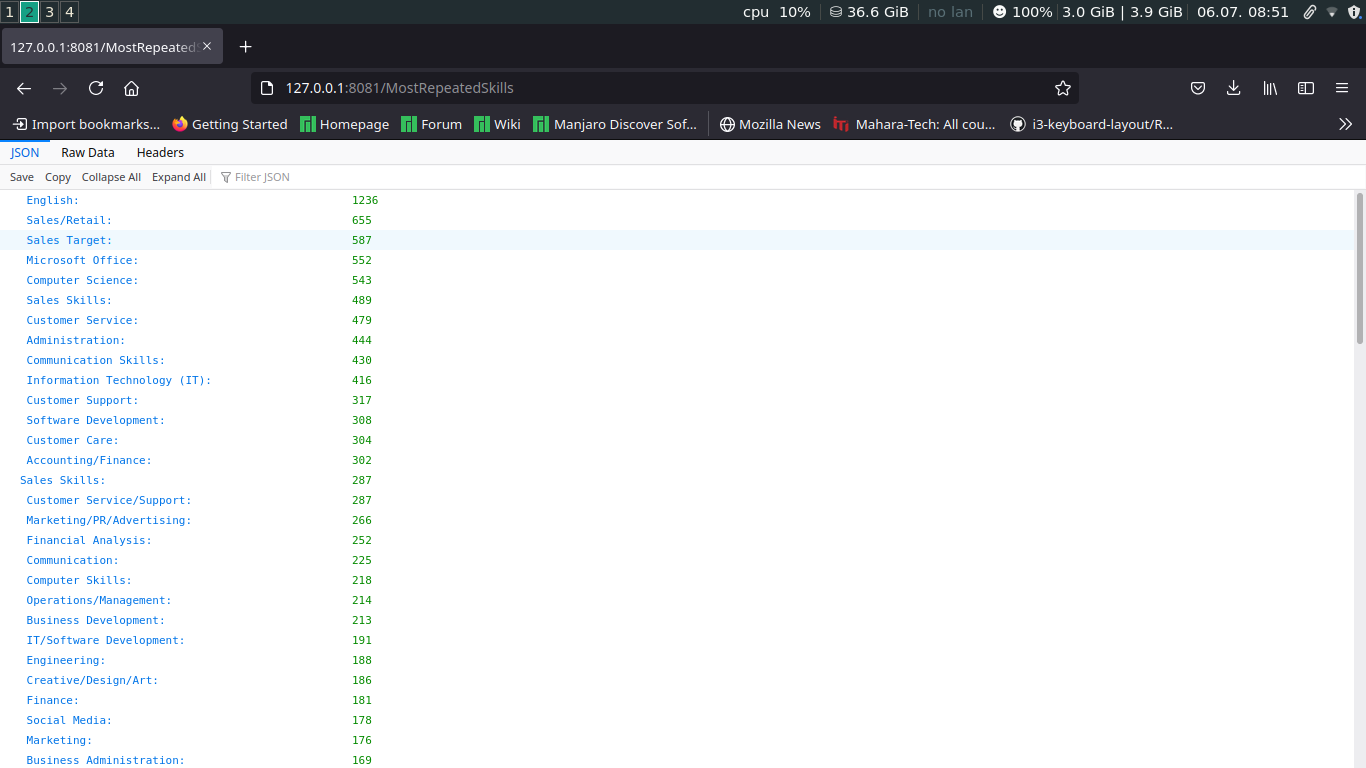 1 2 3 4 cpu 10% 36.6 GiB no lan 100% 3.0 GiB | 3.9 GiB 06.07. 08:51
127.0.0.1:8081/MostRepeatedS
127.0.0.1:8081/MostRepeatedSkills
Import bookmarks... Getting Started Homepage Forum Wiki Manjaro Discover Sof... Mozilla News Mahara-Tech: All cou... i3-keyboard-layout/R...
JSON Raw Data Headers
Save Copy Collapse All Expand All Filter JSON
English: 1236
Sales/Retail: 655
Sales Target: 587
Microsoft Office: 552
Computer Science: 543
Sales Skills: 489
Customer Service: 479
Administration: 444
Communication Skills: 430
Information Technology (IT): 416
Customer Support: 317
Software Development: 308
Customer Care: 304
Accounting/Finance: 302
Sales Skills: 287
Customer Service/Support: 287
Marketing/PR/Advertising: 266
Financial Analysis: 252
Communication: 225
Computer Skills: 218
Operations/Management: 214
Business Development: 213
IT/Software Development: 191
Engineering: 188
Creative/Design/Art: 186
Finance: 181
Social Media: 178
Marketing: 176
Business Administration: 169